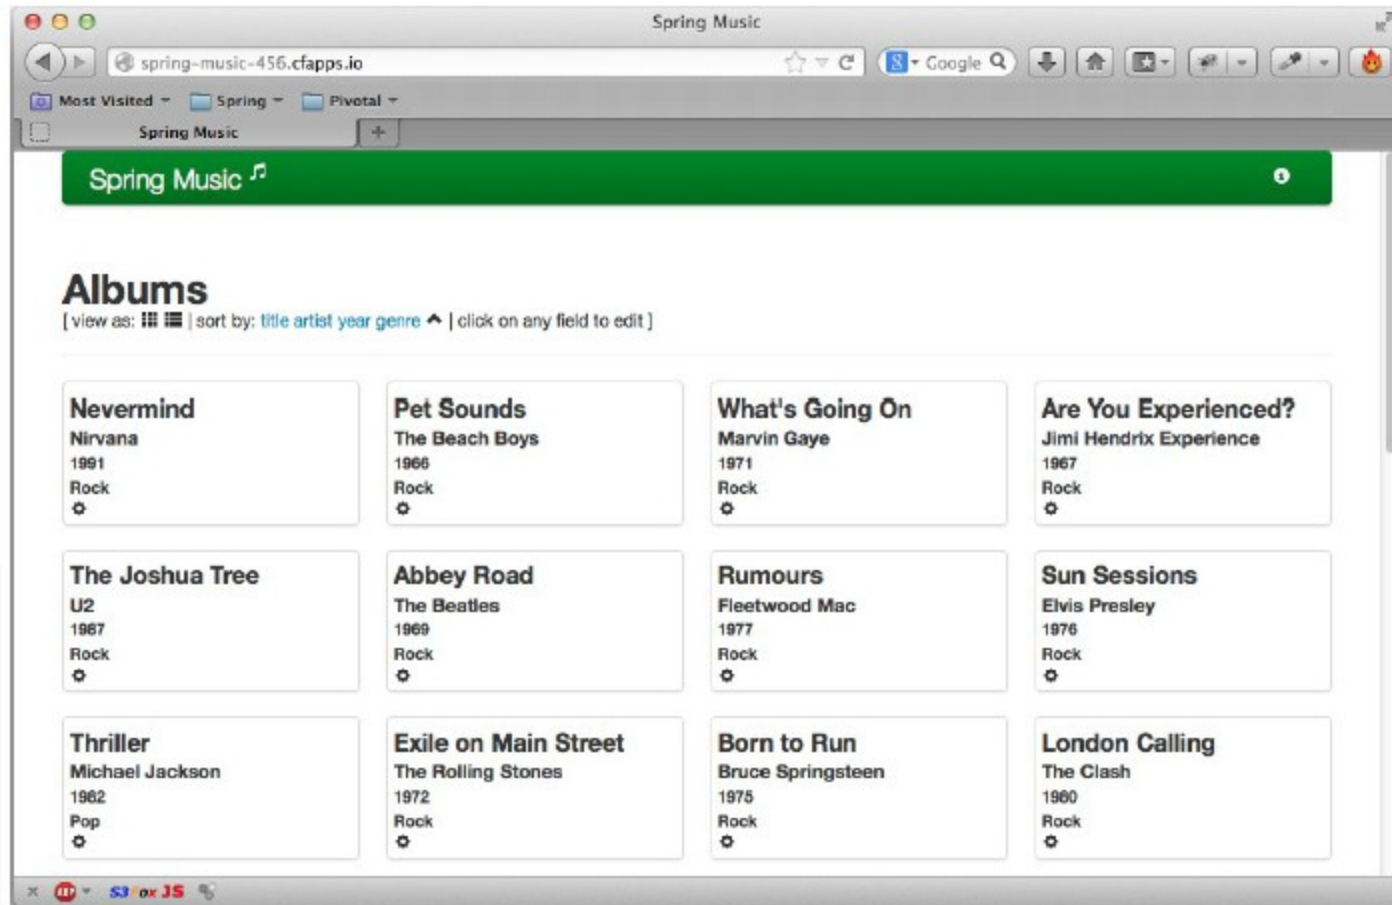 Spring Music
spring-music-456.cfapps.io
Google
Most Visited Spring Pivotal
Spring Music
Spring Music
Albums
[ view as: | sort by: title artist year genre | click on any field to edit ]
Nevermind
Nirvana
1991
Rock
Pet Sounds
The Beach Boys
1966
Rock
What's Going On
Marvin Gaye
1971
Rock
Are You Experienced?
Jimi Hendrix Experience
1967
Rock
The Joshua Tree
U2
1987
Rock
Abbey Road
The Beatles
1969
Rock
Rumours
Fleetwood Mac
1977
Rock
Sun Sessions
Elvis Presley
1976
Rock
Thriller
Michael Jackson
1982
Pop
Exile on Main Street
The Rolling Stones
1972
Rock
Born to Run
Bruce Springsteen
1975
Rock
London Calling
The Clash
1980
Rock
JS